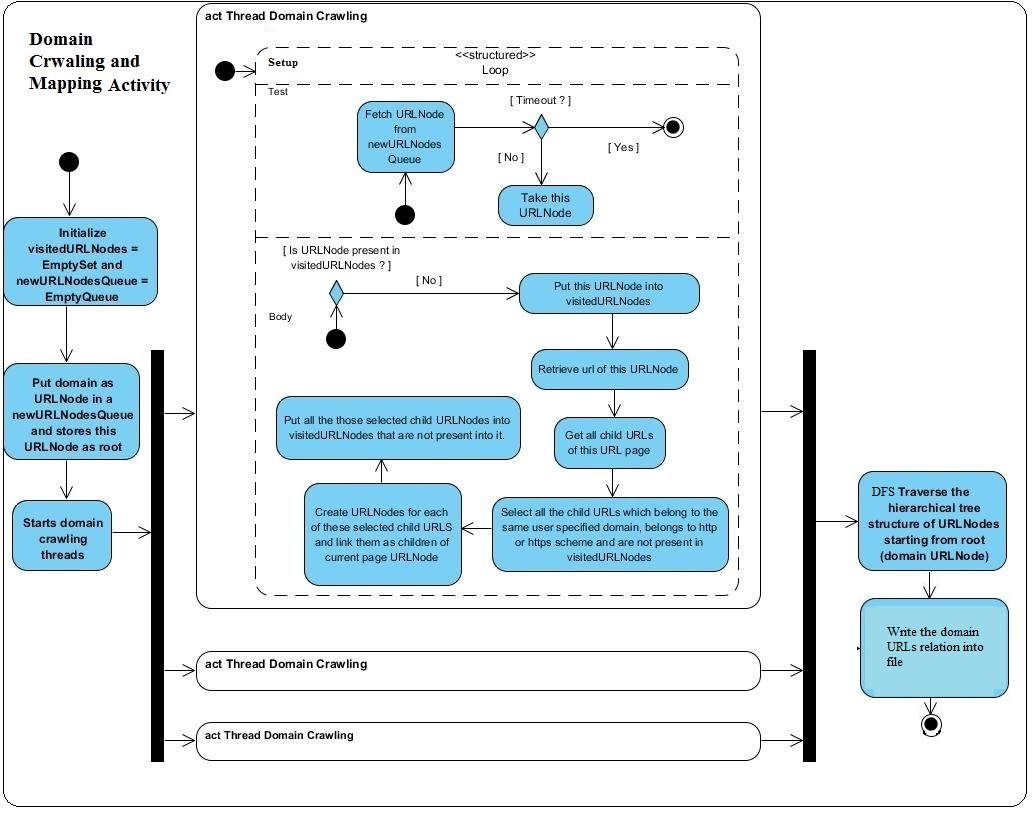 act Thread Domain Crawling
Domain
Crwaling and
Mapping Activity
<<structured>>
Setup
Loop
Test
[ Timeout ? ]
Fetch URLNode
from
newURLNodes
Queue
[ No ]
[ Yes ]
Take this
URLNode
Initialize
visitedURLNodes =
EmptySet and
newURLNodesQueue =
EmptyQueue
[ Is URLNode present in
visitedURLNodes ? ]
[ No ]
Put this URLNode into
visitedURLNodes
Body
Retrieve url of this URLNode
Put domain as
URLNode in a
newURLNodesQueue
and stores this
URLNode as root
Put all the those selected child URLNodes into
visitedURLNodes that are not present into it.
Get all child URLs
of this URL page
Starts domain
crawling
threads
Create URLNodes for each
of these selected child URLS
and link them as children of
current page URLNode
Select all the child URLs which belong to the
same user specified domain, belongs to http
or https scheme and are not present in
visitedURLNodes
DFS Traverse the
hierarchical tree
structure of URLNodes
starting from root
(domain URLNode)
Write the domain
URLs relation into
file
act Thread Domain Crawling
act Thread Domain Crawling